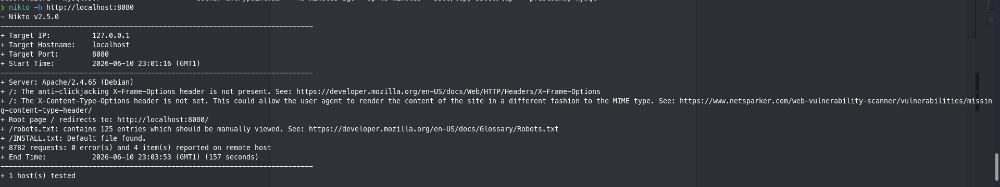 ❯ nikto -h http://localhost:8080
- Nikto v2.5.0
---------------------------------------------------------------------------
+ Target IP:          127.0.0.1
+ Target Hostname:    localhost
+ Target Port:        8080
+ Start Time:         2026-06-10 23:01:16 (GMT1)
---------------------------------------------------------------------------
+ Server: Apache/2.4.65 (Debian)
+ /: The anti-clickjacking X-Frame-Options header is not present. See: https://developer.mozilla.org/en-US/docs/Web/HTTP/Headers/X-Frame-Options
+ /: The X-Content-Type-Options header is not set. This could allow the user agent to render the content of the site in a different fashion to the MIME type. See: https://www.netsparker.com/web-vulnerability-scanner/vulnerabilities/missin
g-content-type-header/
+ Root page / redirects to: http://localhost:8080/
+ /robots.txt: contains 125 entries which should be manually viewed. See: https://developer.mozilla.org/en-US/docs/Glossary/Robots.txt
+ /INSTALL.txt: Default file found.
+ 8782 requests: 0 error(s) and 4 item(s) reported on remote host
+ End Time:           2026-06-10 23:03:53 (GMT1) (157 seconds)
---------------------------------------------------------------------------
+ 1 host(s) tested